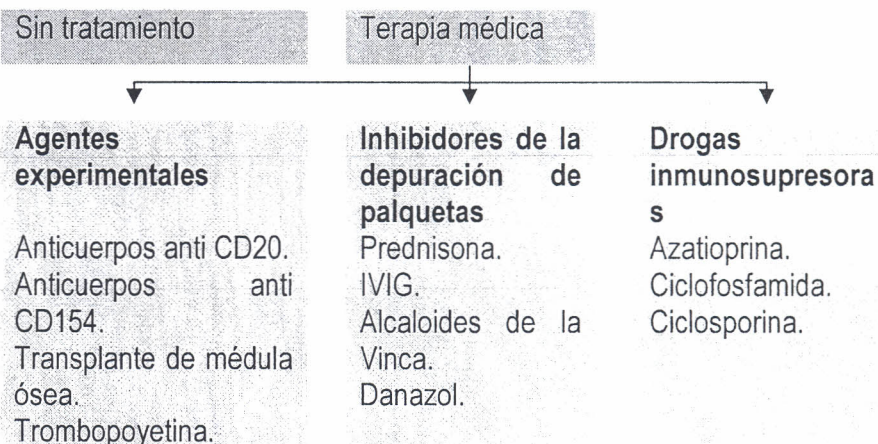 Sin tratamiento
Terapia médica
Agentes
experimentales
Anticuerpos anti CD20.
Anticuerpos anti
CD154.
Transplante de médula
ósea.
Trombopoyetina.
Inhibidores de la
depuración de
palquetas
Prednisona.
IVIG.
Alcaloides de la
Vinca.
Danazol.
Drogas
inmunosupresora
s
Azatioprina.
Ciclofosfamida.
Ciclosporina.